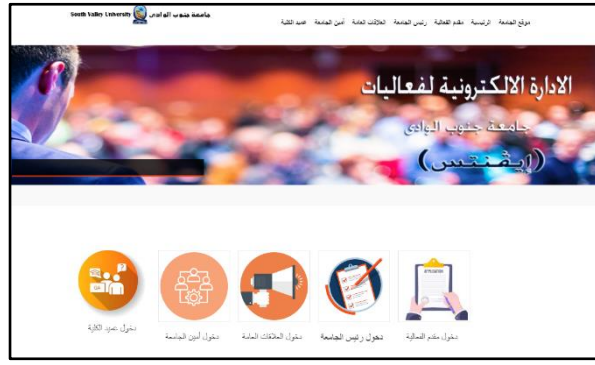 South Valley University جامعة جنوب الوادى
موقع الجامعة الرئيسية مقدم الفعالية رئيس الجامعة العلاقات العامة أمين الجامعة عميد الكلية
الادارة الالكترونية لفعاليات
جامعة جنوب الوادى
(إيڤنتس)
دخول مقدم الفعالية
دخول رئيس الجامعة
دخول العلاقات العامة
دخول أمين الجامعة
دخول عميد الكلية